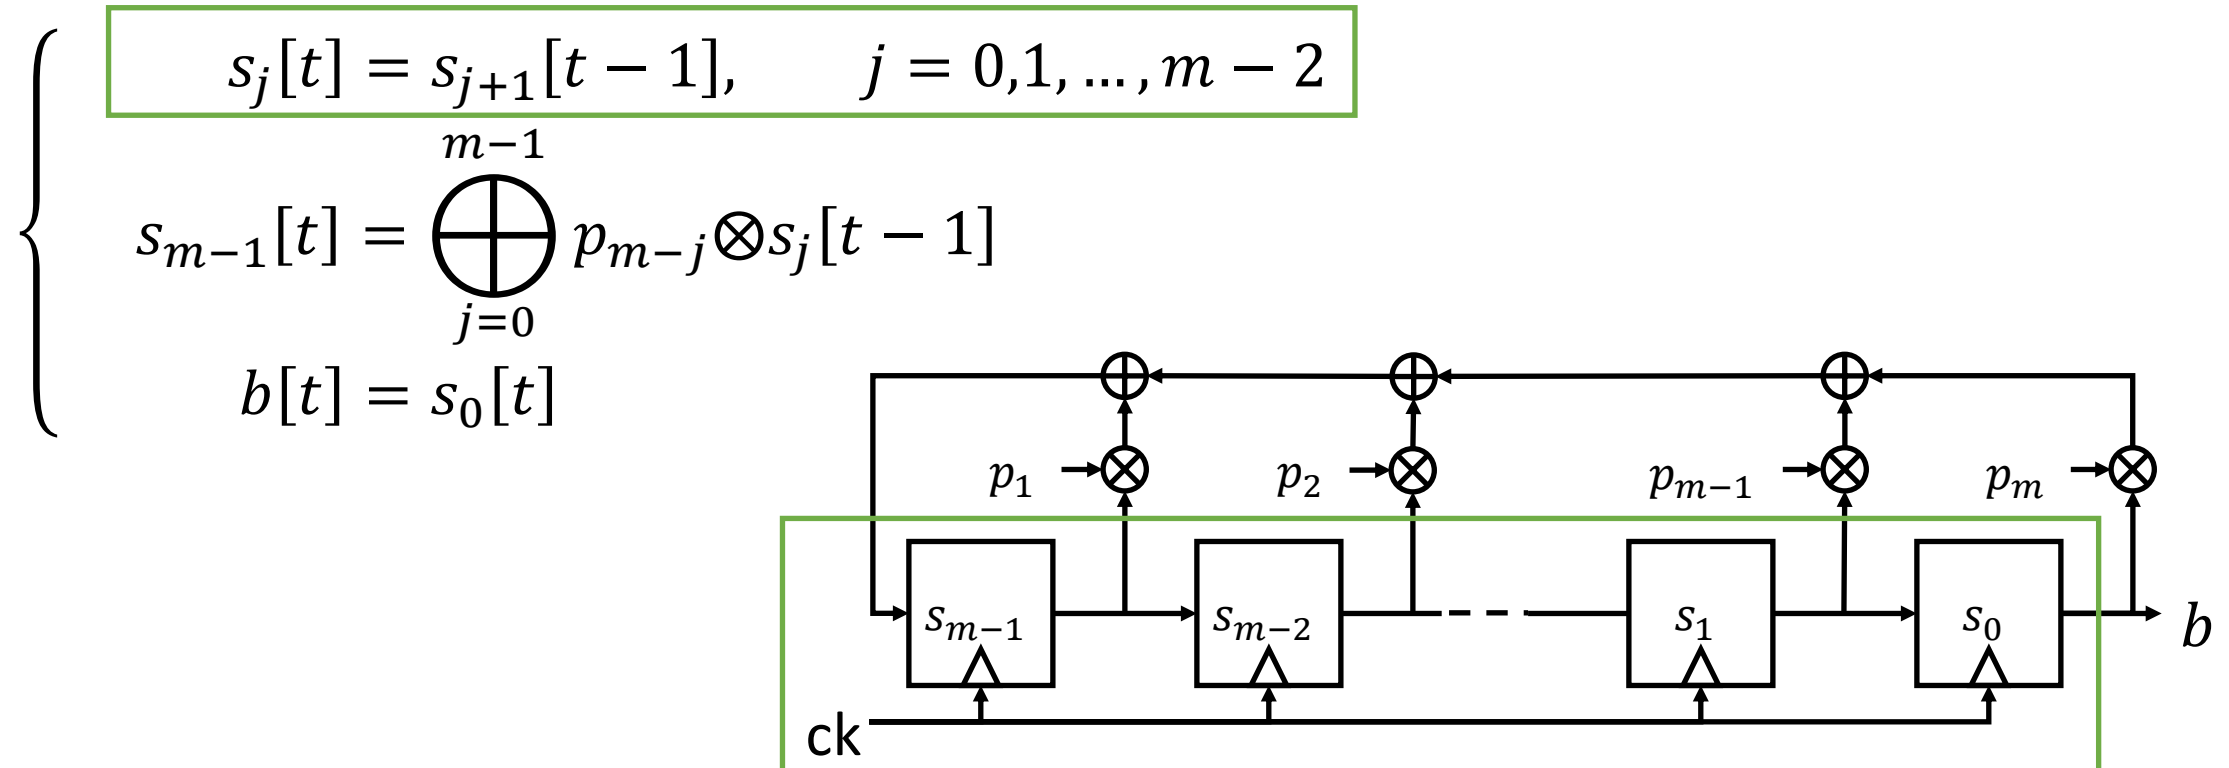 s_j[t] = s_{j+1}[t − 1], j = 0,1, … , m − 2
s_{m−1}[t] = ⨁_{j=0}^{m−1} p_{m−j}⊗s_j[t − 1]
b[t] = s_0[t]
p_1 p_2 p_{m−1} p_m
s_{m−1} s_{m−2} s_1 s_0 b
ck